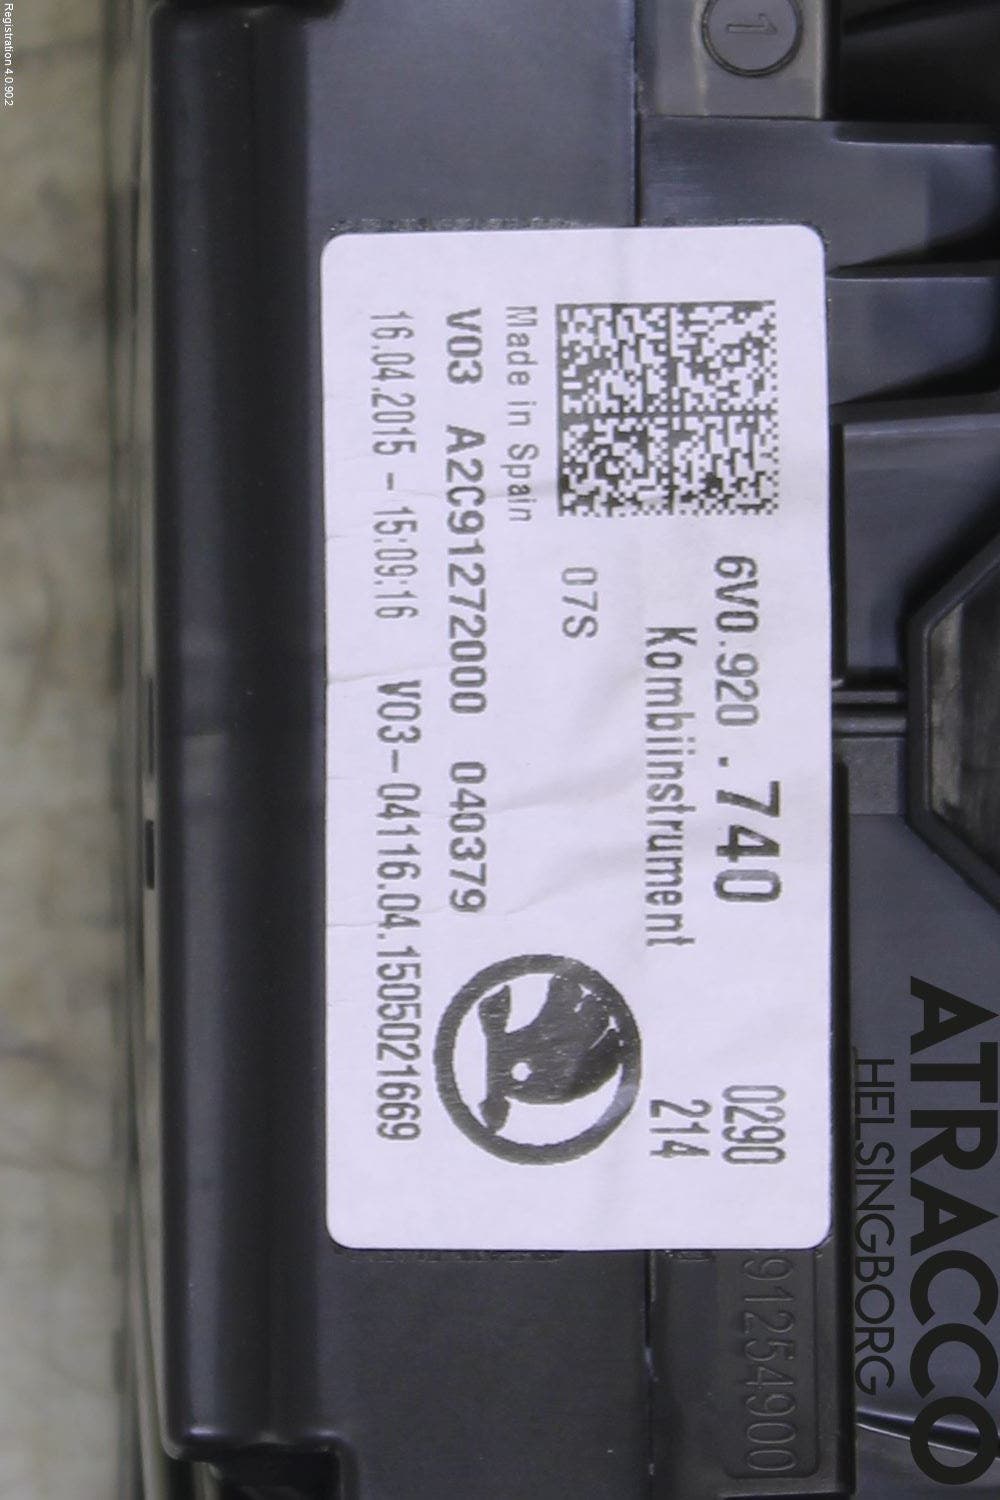 Registration 4.0.90.2
1
6V0.920 . 740 0290
Kombiinstrument 214
07S
Made in Spain
V03 A2C91272000 040379
16.04.2015 - 15:09:16 V03-04116.04.1505021669
91254900
ATRACCO
HELSINGBORG